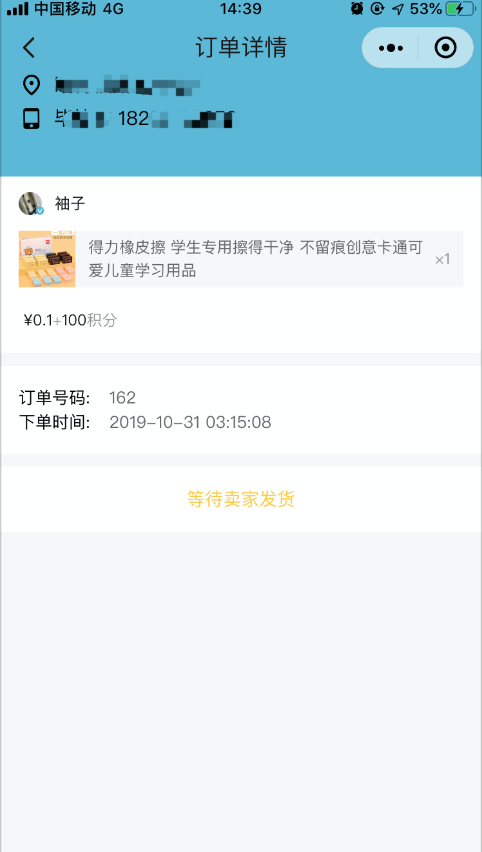 中国移动 4G 14:39 53%
订单详情
182
袖子
得力橡皮擦 学生专用擦得干净 不留痕创意卡通可
爱儿童学习用品
×1
¥0.1+100积分
订单号码: 162
下单时间: 2019-10-31 03:15:08
等待卖家发货